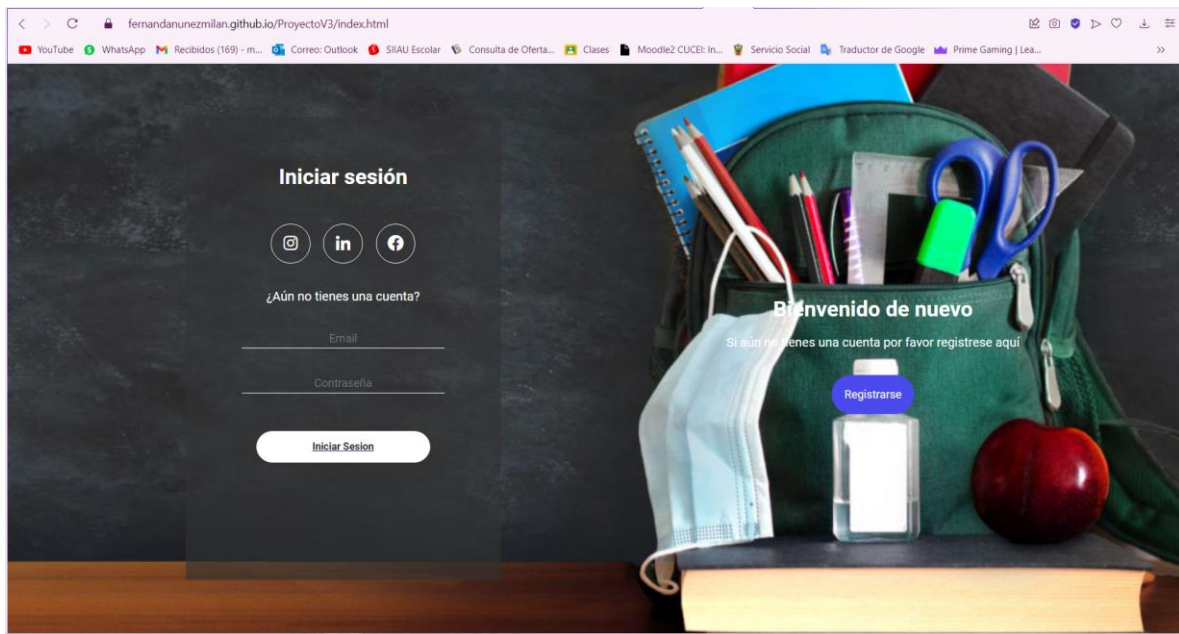 fernandanunezmilan.github.io/ProyectoV3/index.html
YouTube WhatsApp Recibidos (169) - m... Correo: Outlook SIIAU Escolar Consulta de Oferta... Clases Moodle2 CUCEI: In... Servicio Social Traductor de Google Prime Gaming | Lea...
Iniciar sesión
in
¿Aún no tienes una cuenta?
Email
Contraseña
Iniciar Sesion
Bienvenido de nuevo
Si aún no tienes una cuenta por favor registrese aquí
Registrarse